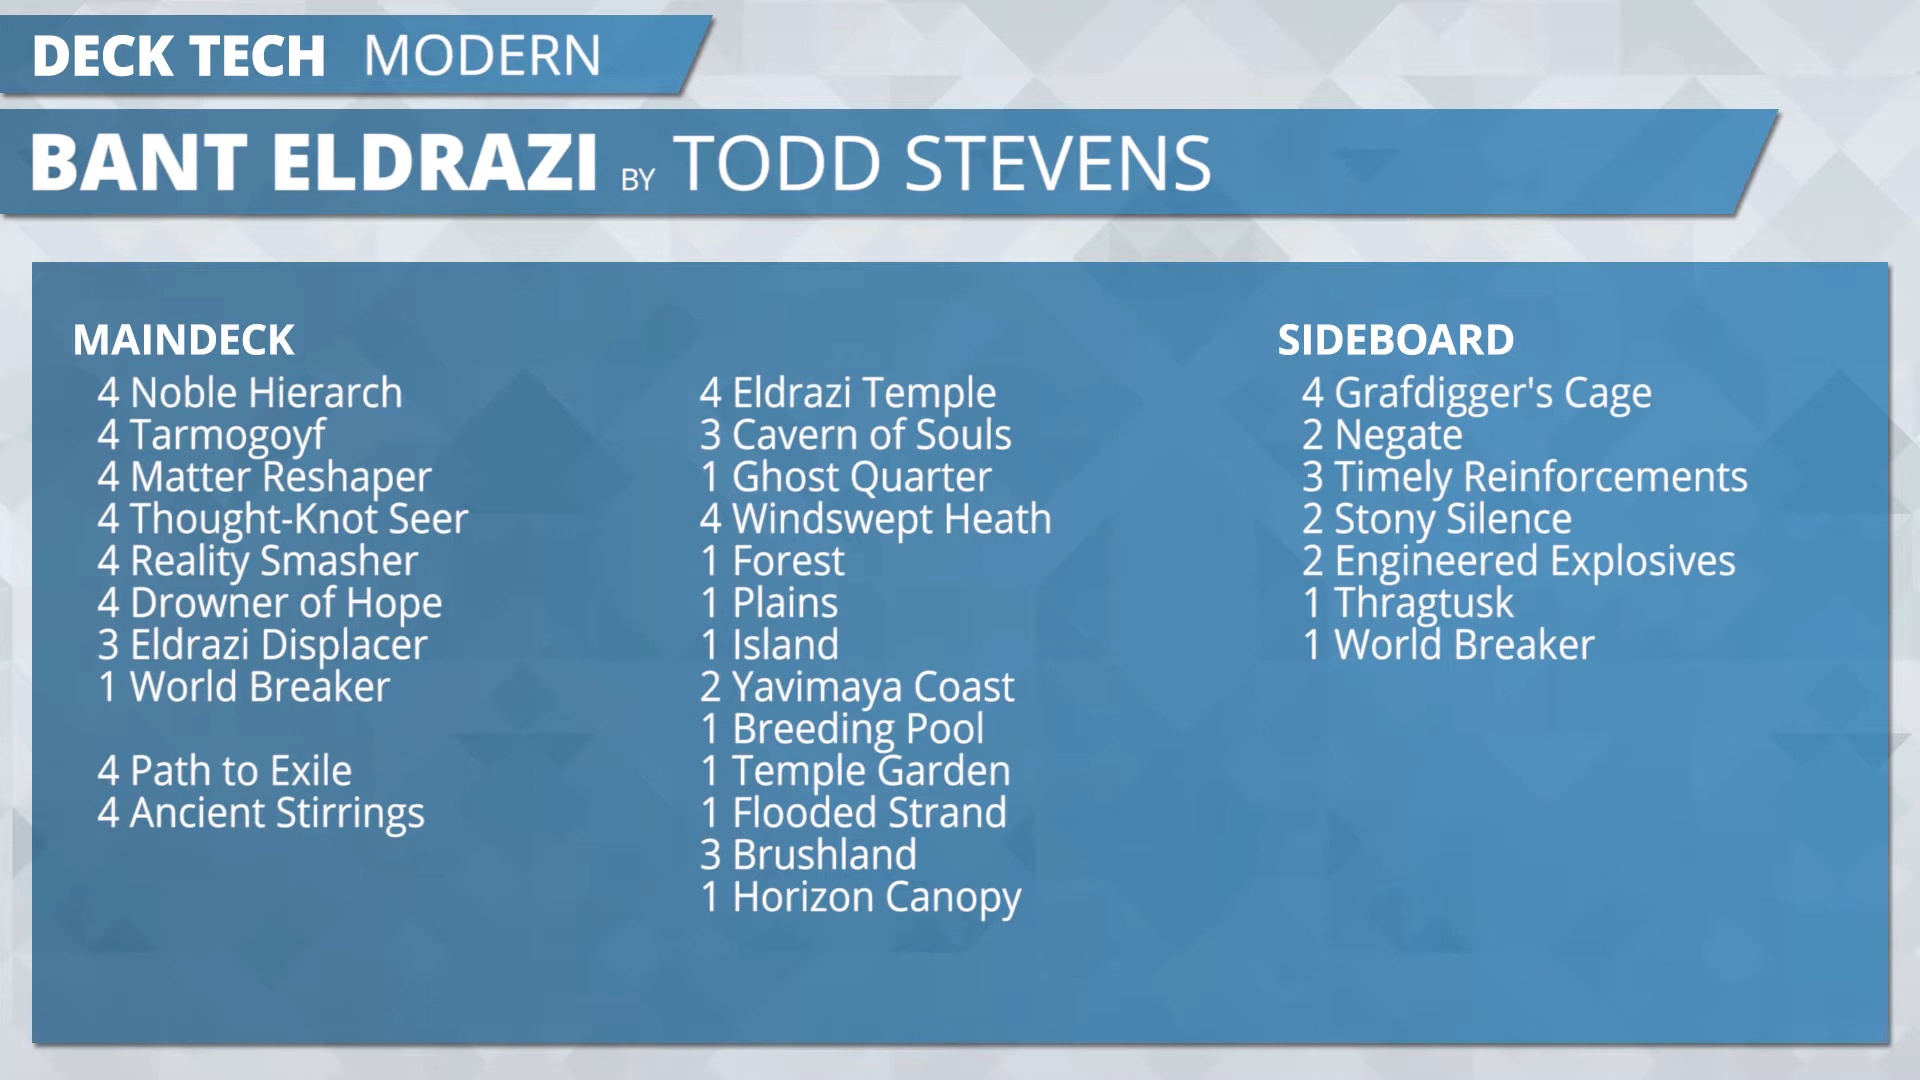 DECK TECH MODERN
BANT ELDRAZI BY TODD STEVENS
MAINDECK
4 Noble Hierarch
4 Tarmogoyf
4 Matter Reshaper
4 Thought-Knot Seer
4 Reality Smasher
4 Drowner of Hope
3 Eldrazi Displacer
1 World Breaker
4 Path to Exile
4 Ancient Stirrings
4 Eldrazi Temple
3 Cavern of Souls
1 Ghost Quarter
4 Windswept Heath
1 Forest
1 Plains
1 Island
2 Yavimaya Coast
1 Breeding Pool
1 Temple Garden
1 Flooded Strand
3 Brushland
1 Horizon Canopy
SIDEBOARD
4 Grafdigger's Cage
2 Negate
3 Timely Reinforcements
2 Stony Silence
2 Engineered Explosives
1 Thragtusk
1 World Breaker